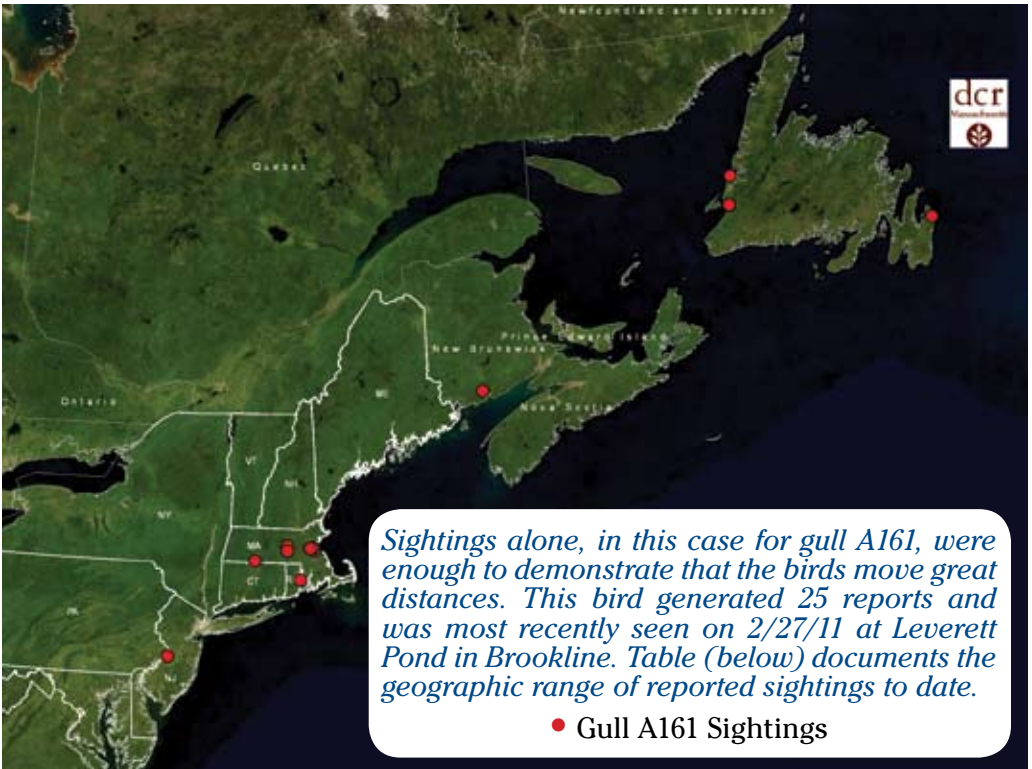 Newfoundland and Labrador
dcr
Massachusetts
Quebec
Prince Edward Island
New Brunswick
ME
Nova Scotia
Ontario
VT
NH
NY
MA
CT
PA
NJ
Sightings alone, in this case for gull A161, were
enough to demonstrate that the birds move great
distances. This bird generated 25 reports and
was most recently seen on 2/27/11 at Leverett
Pond in Brookline. Table (below) documents the
geographic range of reported sightings to date.
Gull A161 Sightings